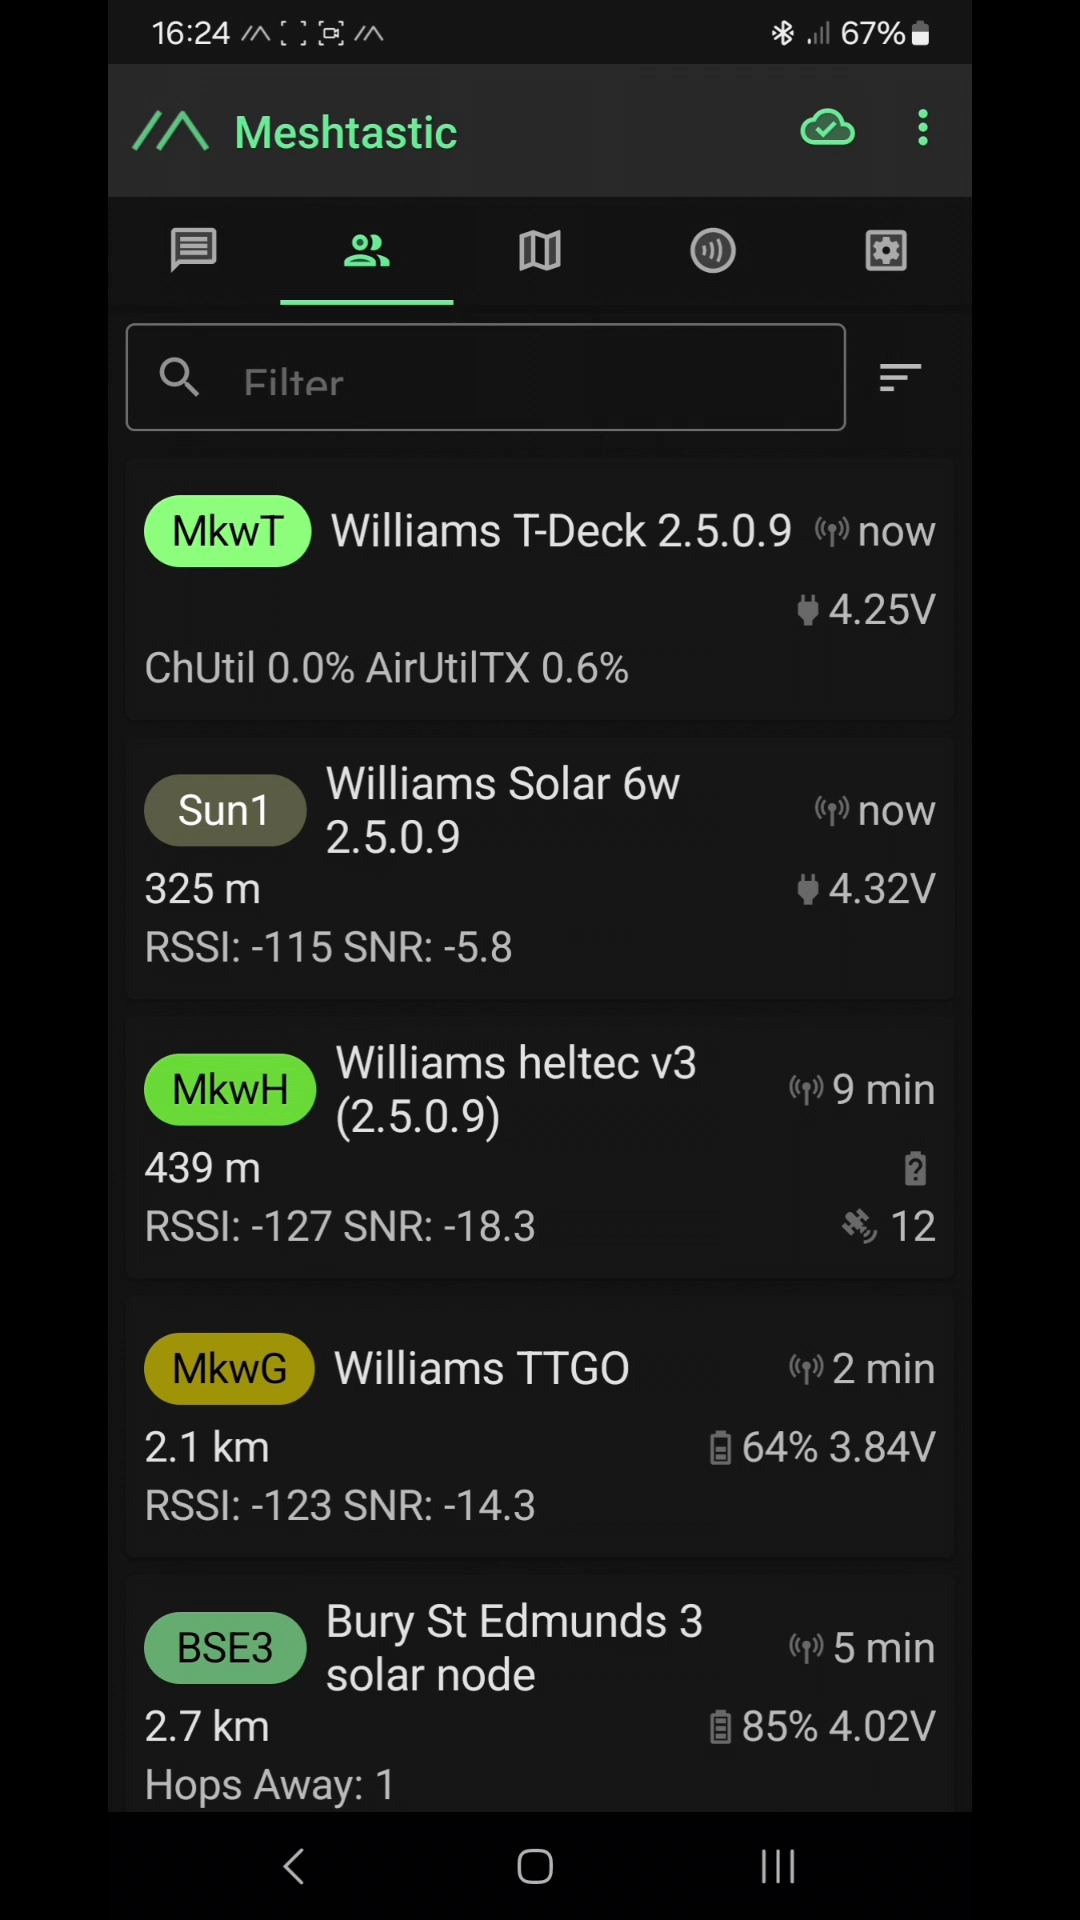 16:24
67%
Meshtastic
Filter
MkwT Williams T-Deck 2.5.0.9 now
4.25V
ChUtil 0.0% AirUtilTX 0.6%
Sun1 Williams Solar 6w
2.5.0.9
now
325 m 4.32V
RSSI: -115 SNR: -5.8
MkwH Williams heltec v3
(2.5.0.9)
9 min
439 m
RSSI: -127 SNR: -18.3 12
MkwG Williams TTGO 2 min
2.1 km 64% 3.84V
RSSI: -123 SNR: -14.3
BSE3 Bury St Edmunds 3
solar node
5 min
2.7 km 85% 4.02V
Hops Away: 1